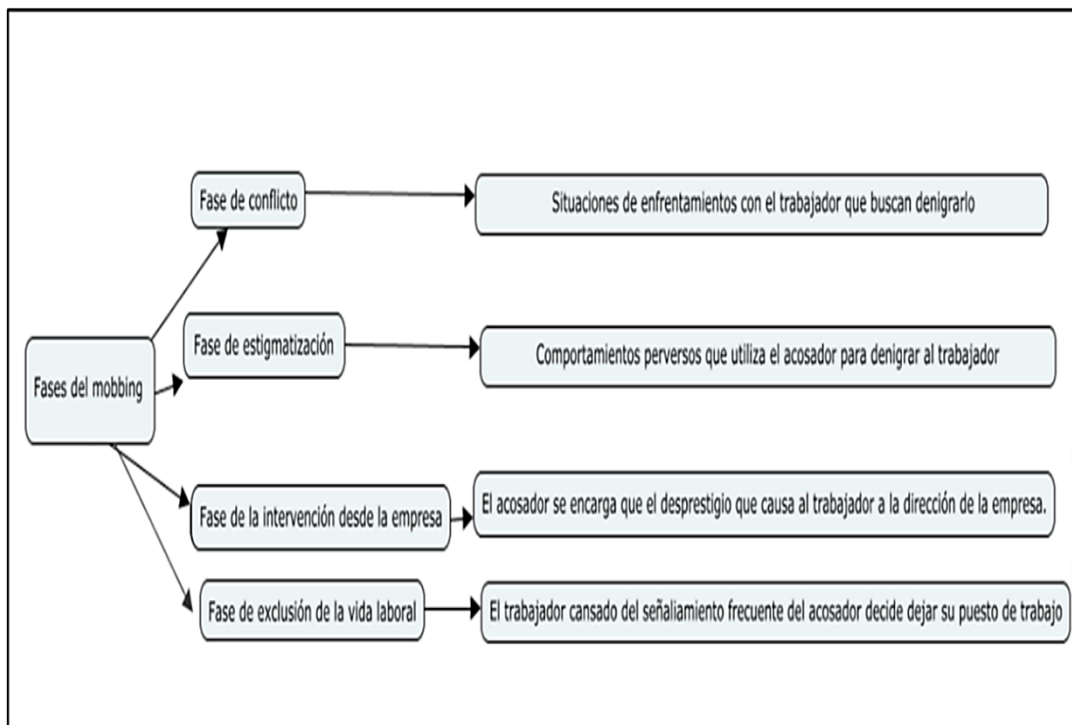 Fases del mobbing
Fase de conflicto
Situaciones de enfrentamientos con el trabajador que buscan denigrarlo
Fase de estigmatización
Comportamientos perversos que utiliza el acosador para denigrar al trabajador
Fase de la intervención desde la empresa
El acosador se encarga que el desprestigio que causa al trabajador a la dirección de la empresa.
Fase de exclusión de la vida laboral
El trabajador cansado del señaliamiento frecuente del acosador decide dejar su puesto de trabajo